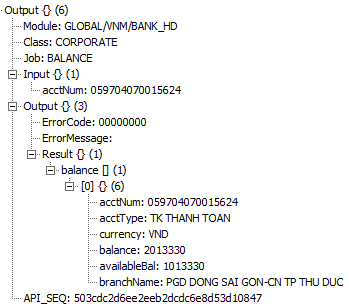 Output {} (6)
Module: GLOBAL/VNM/BANK_HD
Class: CORPORATE
Job: BALANCE
Input {} (1)
acctNum: 059704070015624
Output {} (3)
ErrorCode: 00000000
ErrorMessage:
Result {} (1)
balance [] (1)
[0] {} (6)
acctNum: 059704070015624
acctType: TK THANH TOAN
currency: VND
balance: 2013330
availableBal: 1013330
branchName: PGD DONG SAI GON-CN TP THU DUC
API_SEQ: 503cdc2d6ee2eeb2dcdc6e8d53d10847